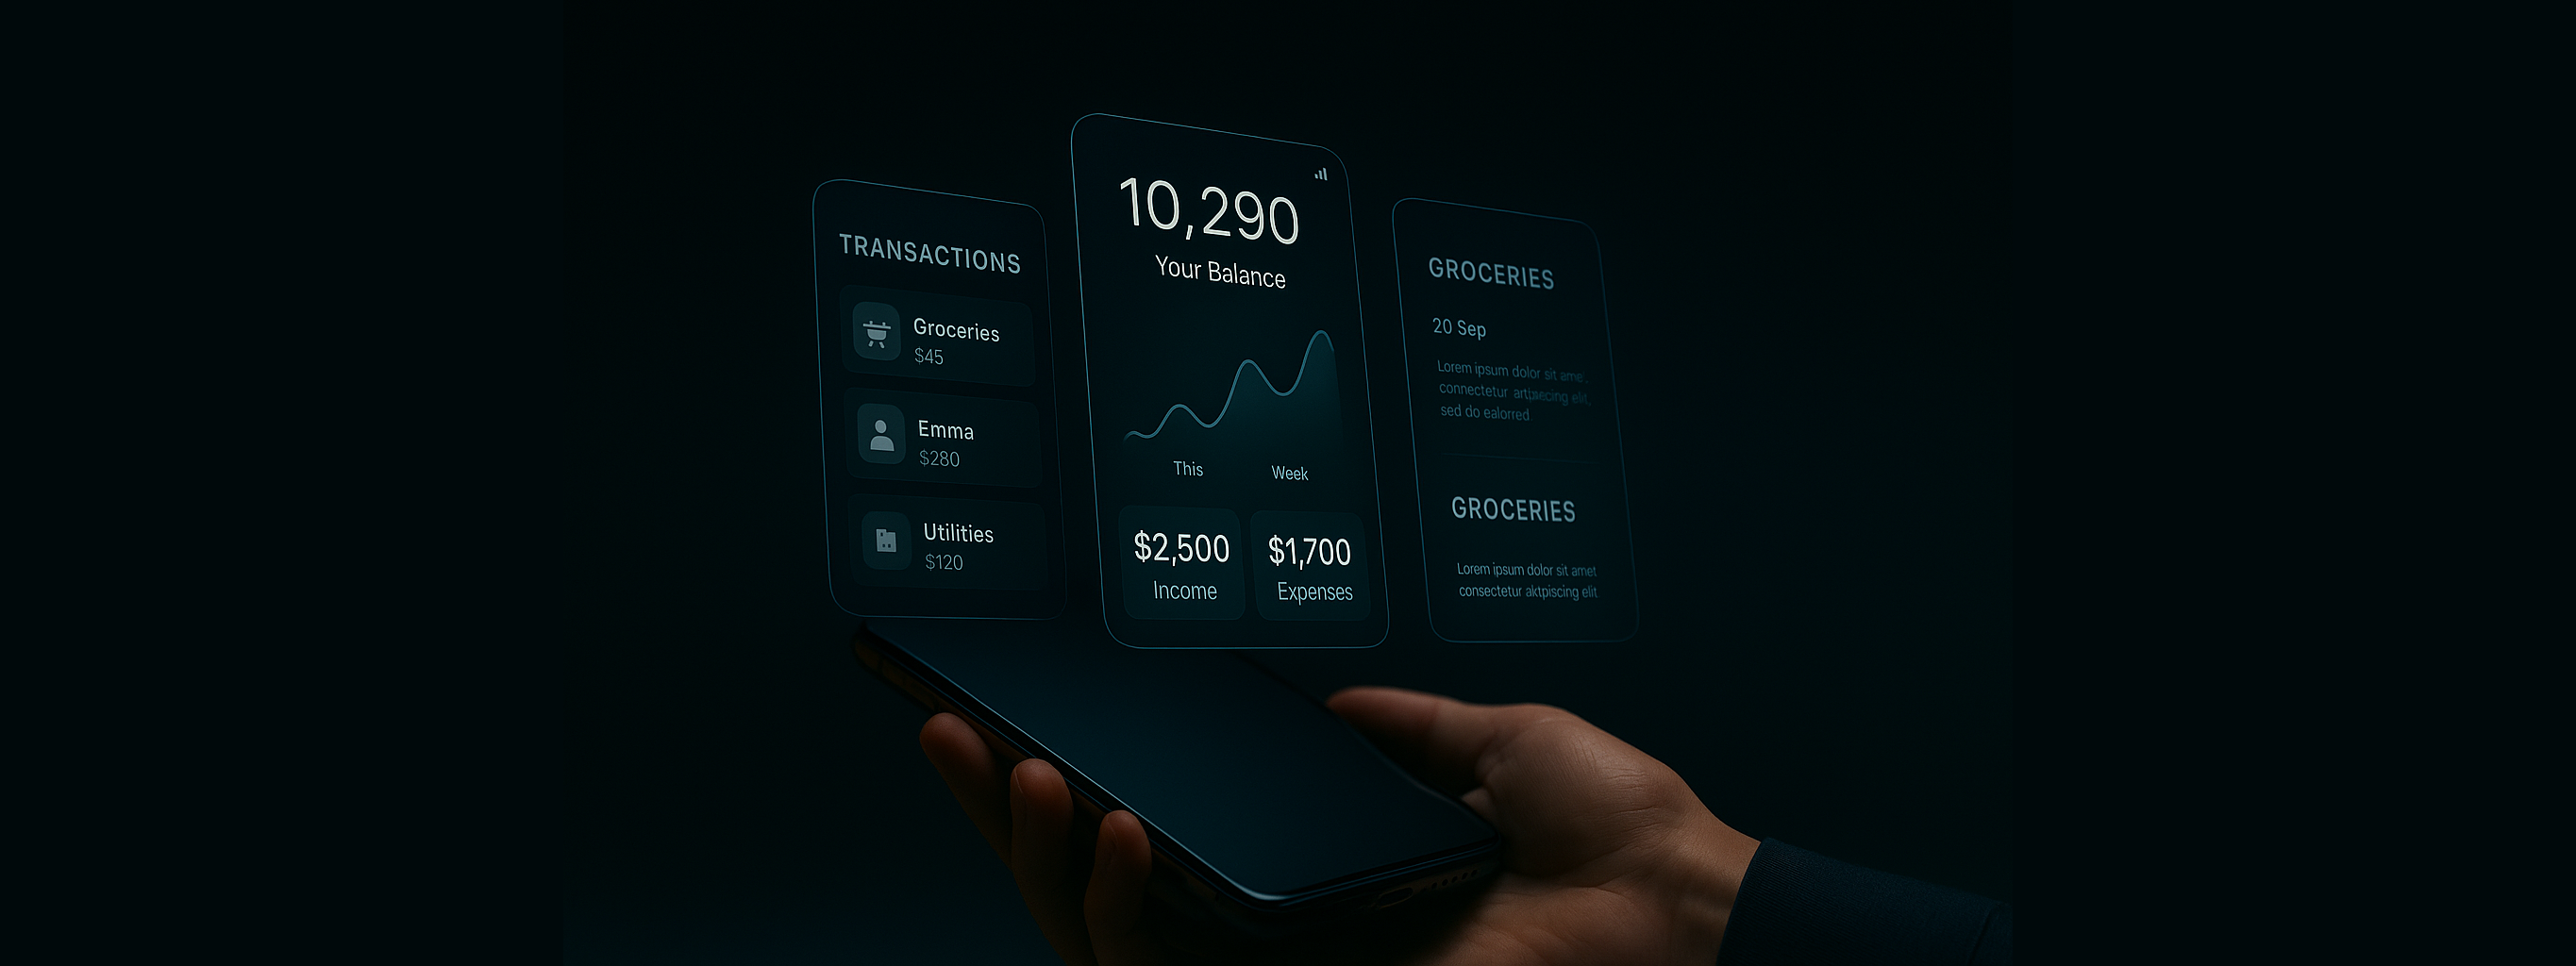 TRANSACTIONS
Groceries
$45
Emma
$280
Utilities
$120
10,290
Your Balance
This Week
$2,500
Income
$1,700
Expenses
GROCERIES
20 Sep
Lorem ipsum dolor sit ame
connectetur artpiecing elit,
sed do ealorred
GROCERIES
Lorem ipsum dolor sit amet
consectetur aktpiscing elit